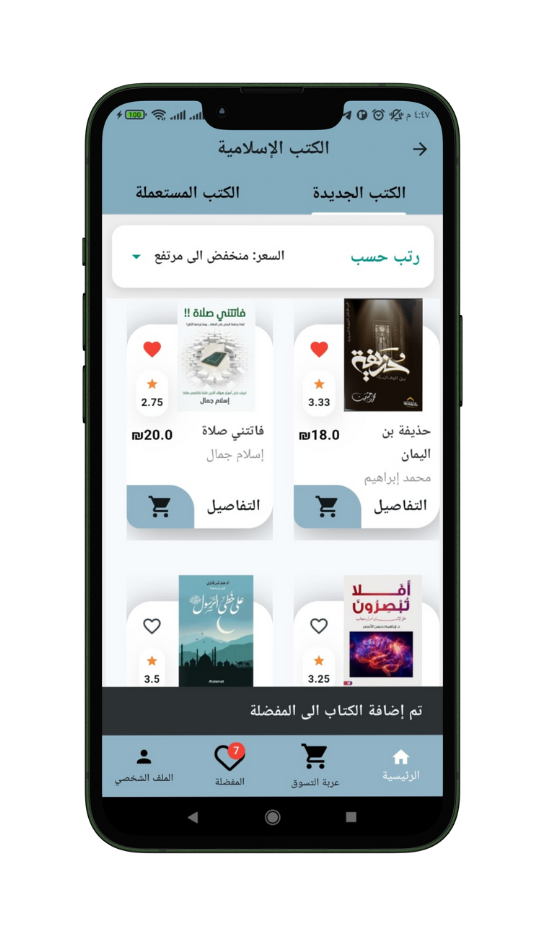 100
٤:٤٧ م
الكتب الإسلامية
الكتب الجديدة
الكتب المستعملة
رتب حسب
السعر: منخفض الى مرتفع
حذيفة
3.33
حذيفة بن
اليمان
محمد إبراهيم
₪18.0
التفاصيل
فاتتني صلاة !!
إسلام جمال
2.75
فاتتني صلاة
إسلام جمال
₪20.0
التفاصيل
أفلا
تبصرون
3.25
أدهم شرقاوي
على خطى الرسول
3.5
تم إضافة الكتاب الى المفضلة
الرئيسية
عربة التسوق
7
المفضلة
الملف الشخصي